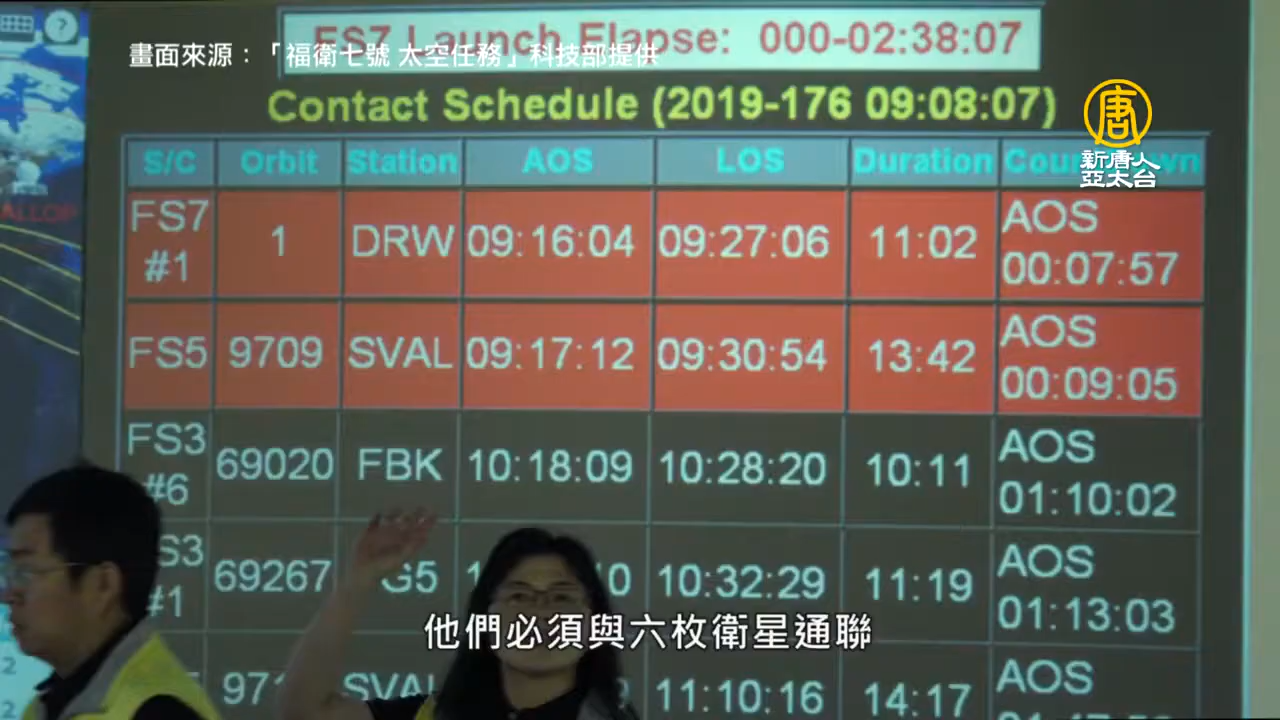 ?
FS7 Launch Elapse: 000-02:38:07
畫面來源：「福衛七號 太空任務」科技部提供
Contact Schedule (2019-176 09:08:07)
唐
新唐人
亞太台
S/C Orbit Station AOS LOS Duration
FS7 #1 1 DRW 09:16:04 09:27:06 11:02 AOS 00:07:57
FS5 9709 SVAL 09:17:12 09:30:54 13:42 AOS 00:09:05
FS3 #6 69020 FBK 10:18:09 10:28:20 10:11 AOS 01:10:02
#1 69267 10:32:29 11:19 AOS 01:13:03
11:10:16 14:17 AOS
他們必須與六枚衛星通聯